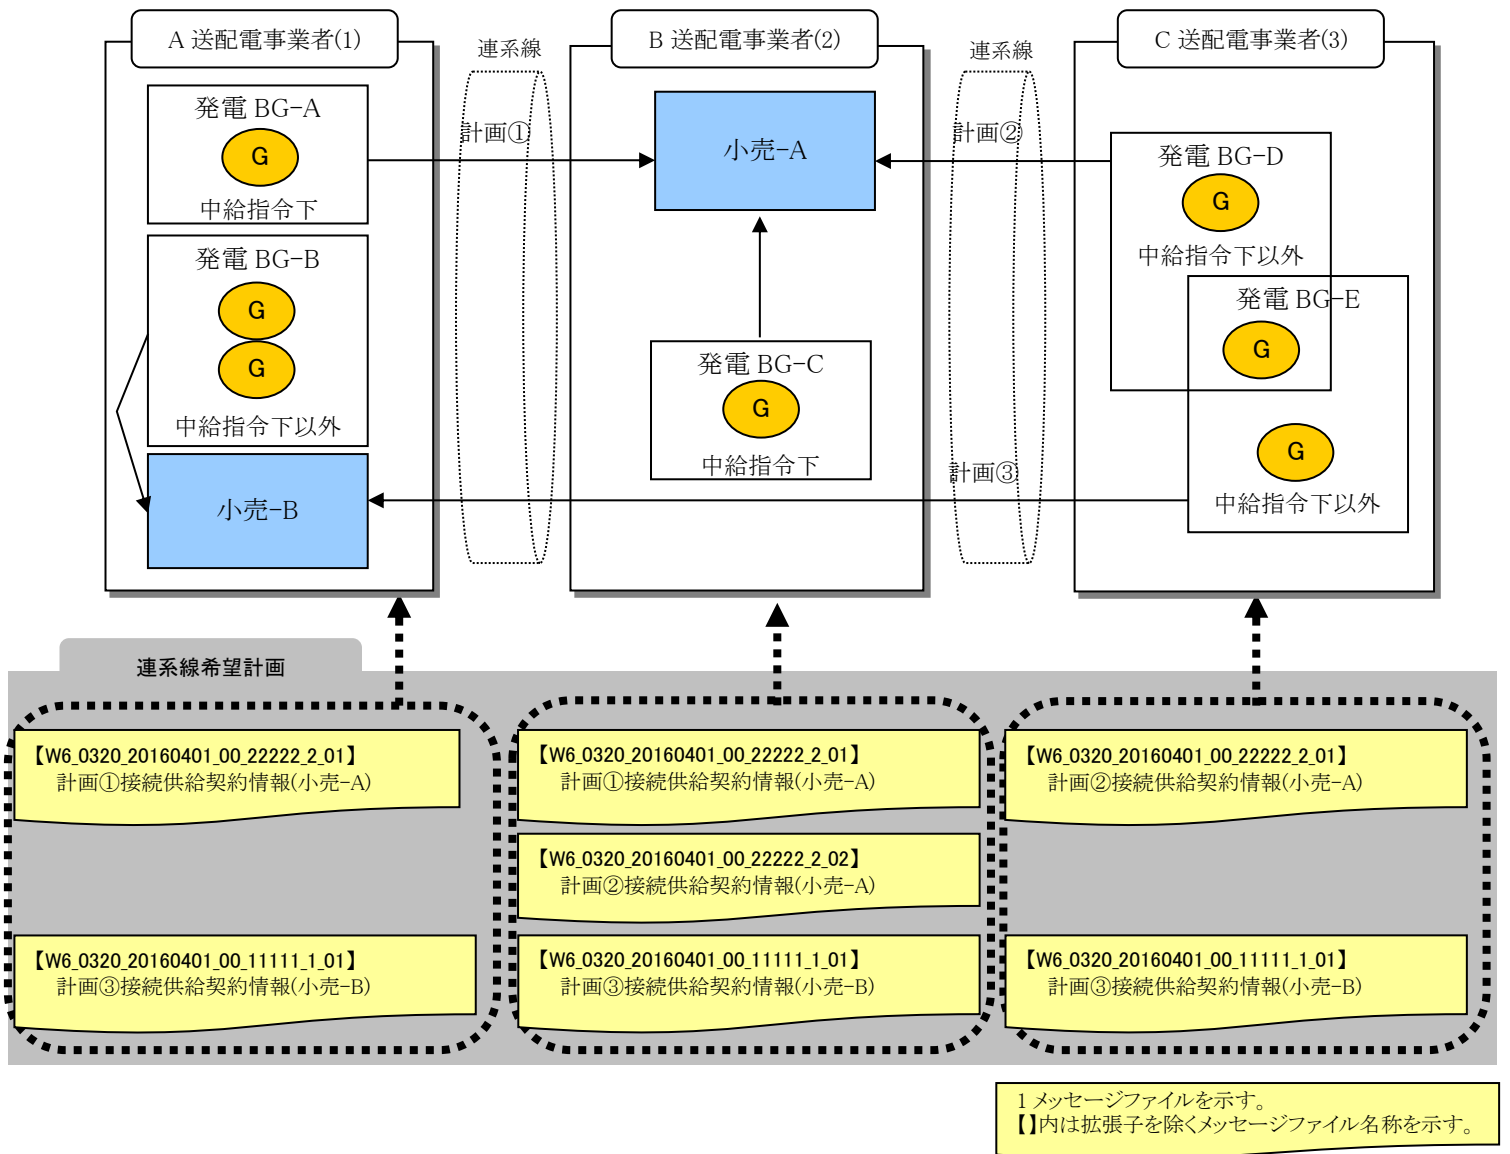 A 送配電事業者(1)
連系線
B 送配電事業者(2)
連系線
C 送配電事業者(3)
発電 BG-A
G
中給指令下
計画①
小売-A
計画②
発電 BG-D
G
中給指令下以外
発電 BG-B
G
G
中給指令下以外
発電 BG-E
G
G
中給指令下以外
発電 BG-C
G
中給指令下
計画③
小売-B
連系線希望計画
【W6_0320_20160401_00_22222_2_01】
計画①接続供給契約情報(小売-A)
【W6_0320_20160401_00_11111_1_01】
計画③接続供給契約情報(小売-B)
【W6_0320_20160401_00_22222_2_01】
計画①接続供給契約情報(小売-A)
【W6_0320_20160401_00_22222_2_02】
計画②接続供給契約情報(小売-A)
【W6_0320_20160401_00_11111_1_01】
計画③接続供給契約情報(小売-B)
【W6_0320_20160401_00_22222_2_01】
計画②接続供給契約情報(小売-A)
【W6_0320_20160401_00_11111_1_01】
計画③接続供給契約情報(小売-B)
1 メッセージファイルを示す。
【】内は拡張子を除くメッセージファイル名称を示す。